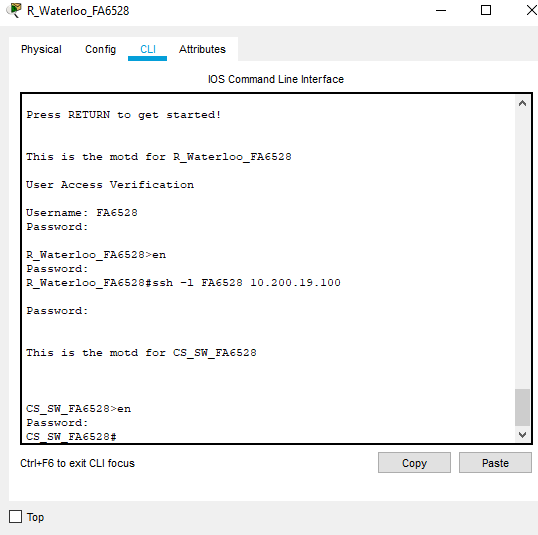 R_Waterloo_FA6528
Physical Config CLI Attributes
IOS Command Line Interface
Press RETURN to get started!
This is the motd for R_Waterloo_FA6528
User Access Verification
Username: FA6528
Password:
R_Waterloo_FA6528>en
Password:
R_Waterloo_FA6528#ssh -l FA6528 10.200.19.100
Password:
This is the motd for CS_SW_FA6528
CS_SW_FA6528>en
Password:
CS_SW_FA6528#
Ctrl+F6 to exit CLI focus Copy Paste
Top